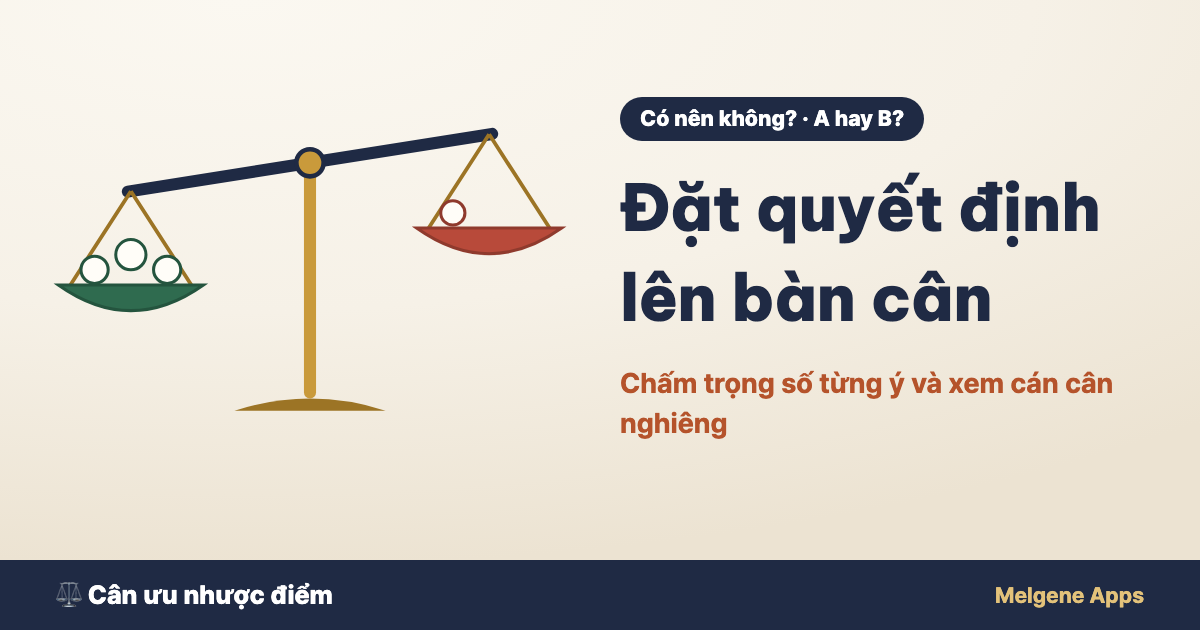 Có nên không? · A hay B?
Đặt quyết định
lên bàn cân
Chấm trọng số từng ý và xem cán cân
nghiêng
Cân ưu nhược điểm
Melgene Apps